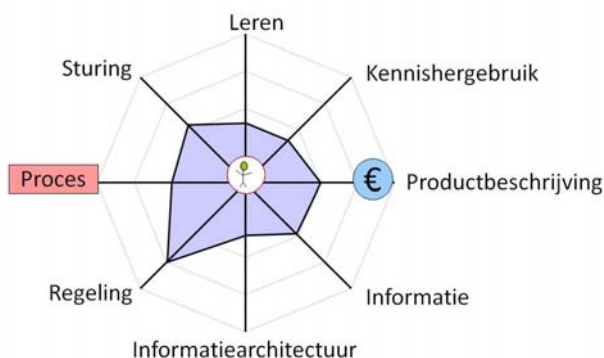 Leren
Sturing
Kennishergebruik
Proces
€
Productbeschrijving
Regeling
Informatie
Informatiearchitectuur